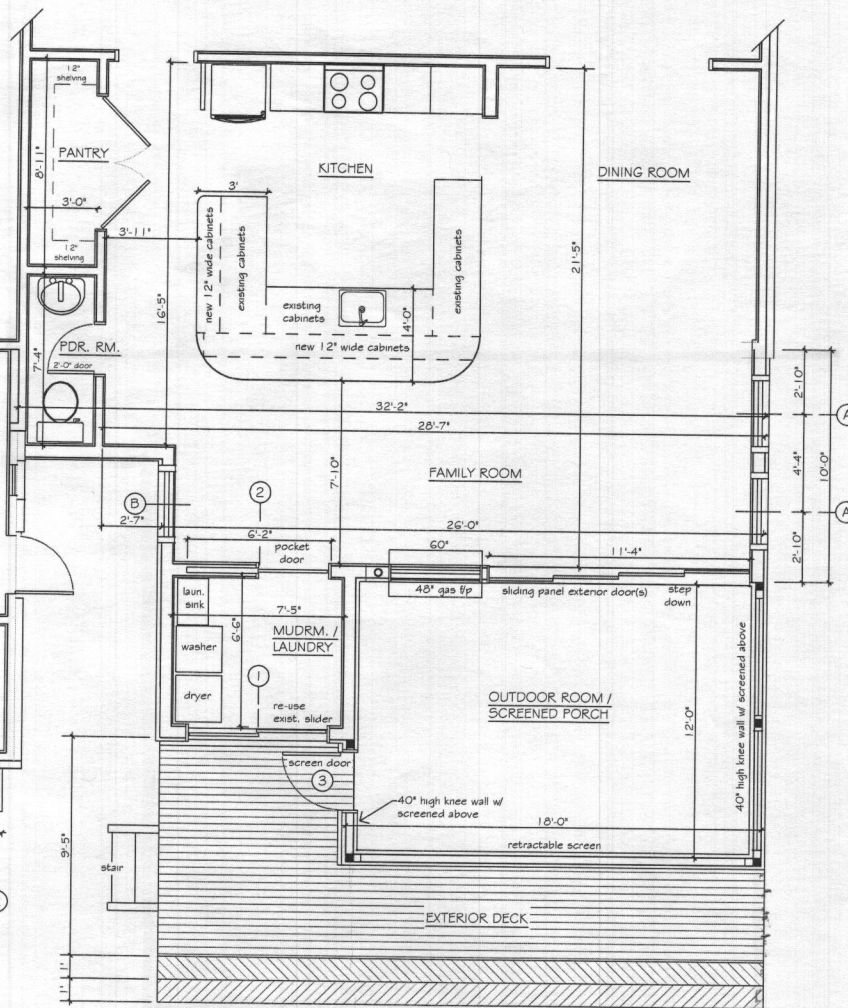 12"
shelving
PANTRY
8'-11"
3'-0"
12"
shelving
3'-11"
KITCHEN
DINING ROOM
3'
new 12" wide cabinets
existing cabinets
existing
cabinets
existing cabinets
4'-0"
new 12" wide cabinets
16'-5"
21'-5"
PDR. RM.
2'-0" door
7'-4"
32'-2"
28'-7"
2'-10"
4'-4"
10'-0"
2'-10"
A
A
FAMILY ROOM
7'-10"
B
2'-7"
2
26'-0"
6'-2"
pocket
door
60"
11'-4"
48" gas f/p
sliding panel exterior door(s)
step
down
laun.
sink
7'-5"
6'-6"
MUDRM. /
LAUNDRY
washer
dryer
1
re-use
exist. slider
OUTDOOR ROOM /
SCREENED PORCH
12'-0"
40" high knee wall w/ screened above
screen door
3
40" high knee wall w/
screened above
18'-0"
retractable screen
9'-5"
stair
EXTERIOR DECK
1'
1'